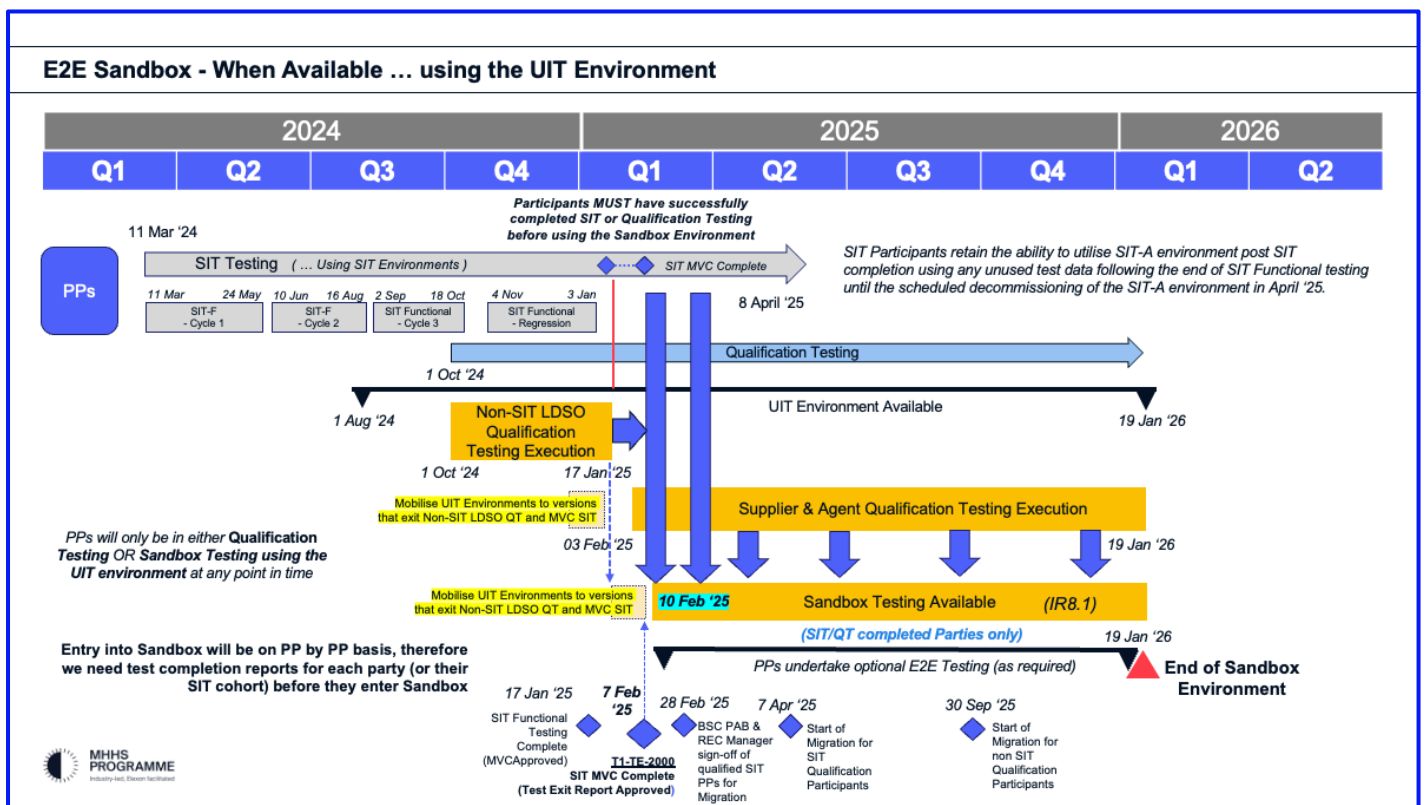 E2E Sandbox - When Available … using the UIT Environment
2024
2025
2026
Q1
Q2
Q3
Q4
Q1
Q2
Q3
Q4
Q1
Q2
Participants MUST have successfully
completed SIT or Qualification Testing
before using the Sandbox Environment
11 Mar ‘24
PPs
SIT Testing ( … Using SIT Environments )
SIT MVC Complete
8 April ‘25
SIT Participants retain the ability to utilise SIT-A environment post SIT
completion using any unused test data following the end of SIT Functional testing
until the scheduled decommissioning of the SIT-A environment in April ‘25.
11 Mar
24 May
10 Jun
16 Aug
2 Sep
18 Oct
4 Nov
3 Jan
SIT-F
- Cycle 1
SIT-F
- Cycle 2
SIT Functional
- Cycle 3
SIT Functional
- Regression
Qualification Testing
1 Oct ‘24
UIT Environment Available
1 Aug ‘24
19 Jan ‘26
Non-SIT LDSO
Qualification
Testing Execution
1 Oct ‘24
17 Jan ‘25
Mobilise UIT Environments to versions
that exit Non-SIT LDSO QT and MVC SIT
Supplier & Agent Qualification Testing Execution
03 Feb ‘25
19 Jan ‘26
PPs will only be in either Qualification
Testing OR Sandbox Testing using the
UIT environment at any point in time
Mobilise UIT Environments to versions
that exit Non-SIT LDSO QT and MVC SIT
10 Feb ‘25
Sandbox Testing Available
(IR8.1)
(SIT/QT completed Parties only)
19 Jan ‘26
PPs undertake optional E2E Testing (as required)
End of Sandbox
Environment
Entry into Sandbox will be on PP by PP basis, therefore
we need test completion reports for each party (or their
SIT cohort) before they enter Sandbox
17 Jan ‘25
SIT Functional
Testing
Complete
(MVCApproved)
7 Feb
‘25
T1-TE-2000
SIT MVC Complete
(Test Exit Report Approved)
28 Feb ‘25
BSC PAB &
REC Manager
sign-off of
qualified SIT
PPs for
Migration
7 Apr ‘25
Start of
Migration for
SIT
Qualification
Participants
30 Sep ‘25
Start of
Migration for
non SIT
Qualification
Participants
MHHS
PROGRAMME
Industry-led, Elexon facilitated